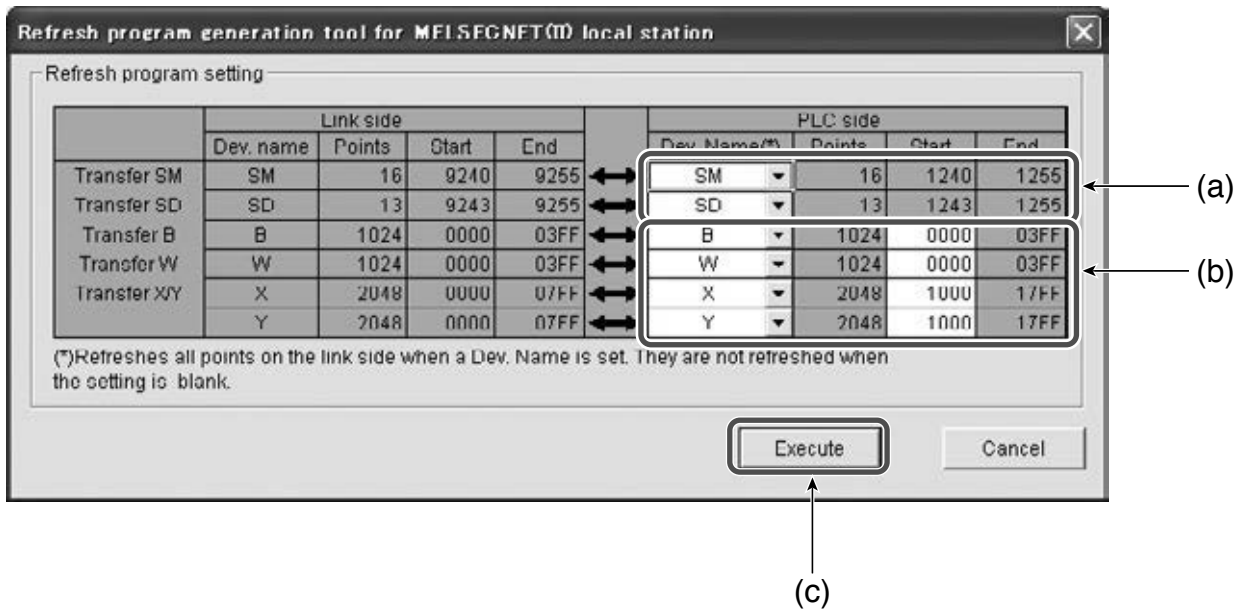 Refresh program generation tool for MELSECNET(II) local station
Refresh program setting
Link side PLC side
Dev. name Points Start End Dev. Name(*) Points Start End
Transfer SM SM 16 9240 9255 SM 16 1240 1255
(a)
Transfer SD SD 13 9243 9255 SD 13 1243 1255
Transfer B B 1024 0000 03FF B 1024 0000 03FF
Transfer W W 1024 0000 03FF W 1024 0000 03FF
(b)
Transfer X/Y X 2048 0000 07FF X 2048 1000 17FF
Y 2048 0000 07FF Y 2048 1000 17FF
(*)Refreshes all points on the link side when a Dev. Name is set. They are not refreshed when
the setting is blank.
Execute Cancel
(c)